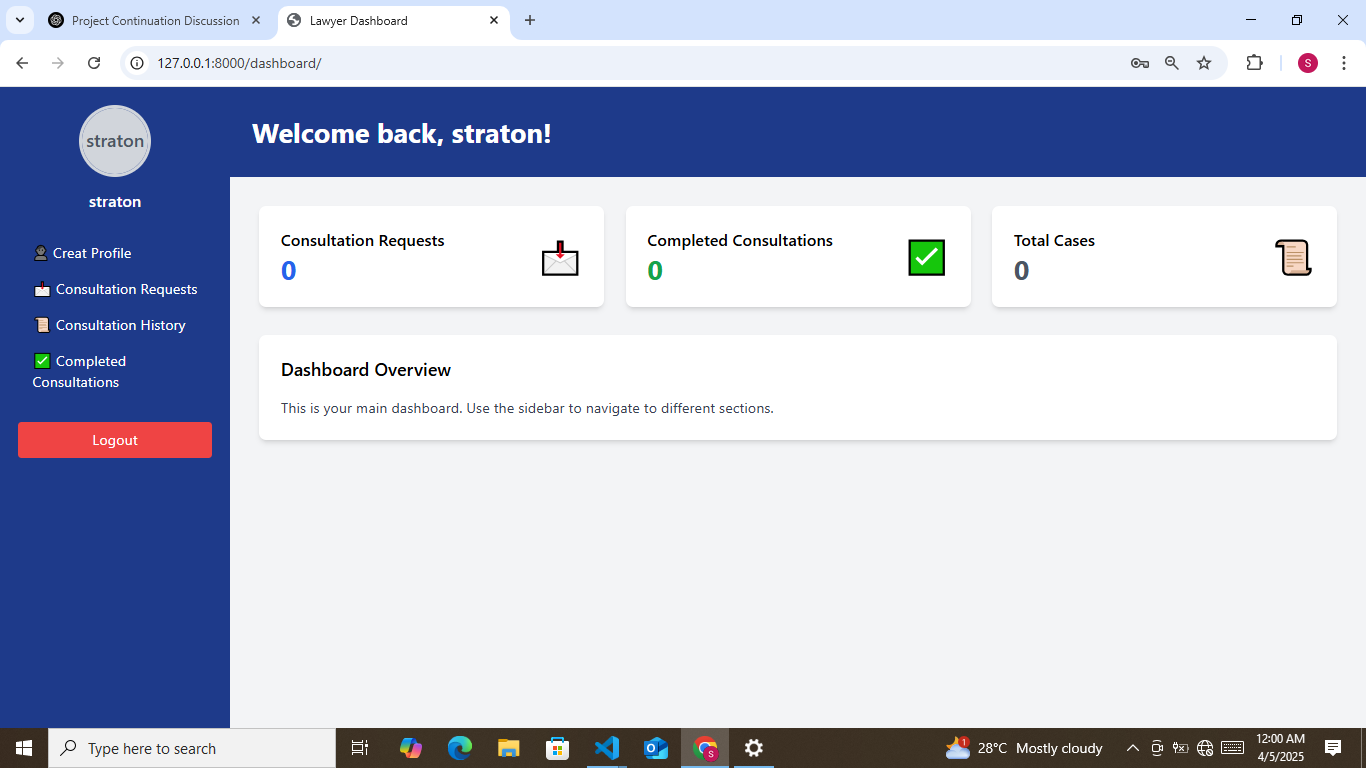 Project Continuation Discussion
Lawyer Dashboard
127.0.0.1:8000/dashboard/
S
straton
straton
Creat Profile
Consultation Requests
Consultation History
Completed
Consultations
Logout
Welcome back, straton!
Consultation Requests
0
Completed Consultations
0
Total Cases
0
Dashboard Overview
This is your main dashboard. Use the sidebar to navigate to different sections.
Type here to search
S
1
28°C Mostly cloudy
12:00 AM
4/5/2025